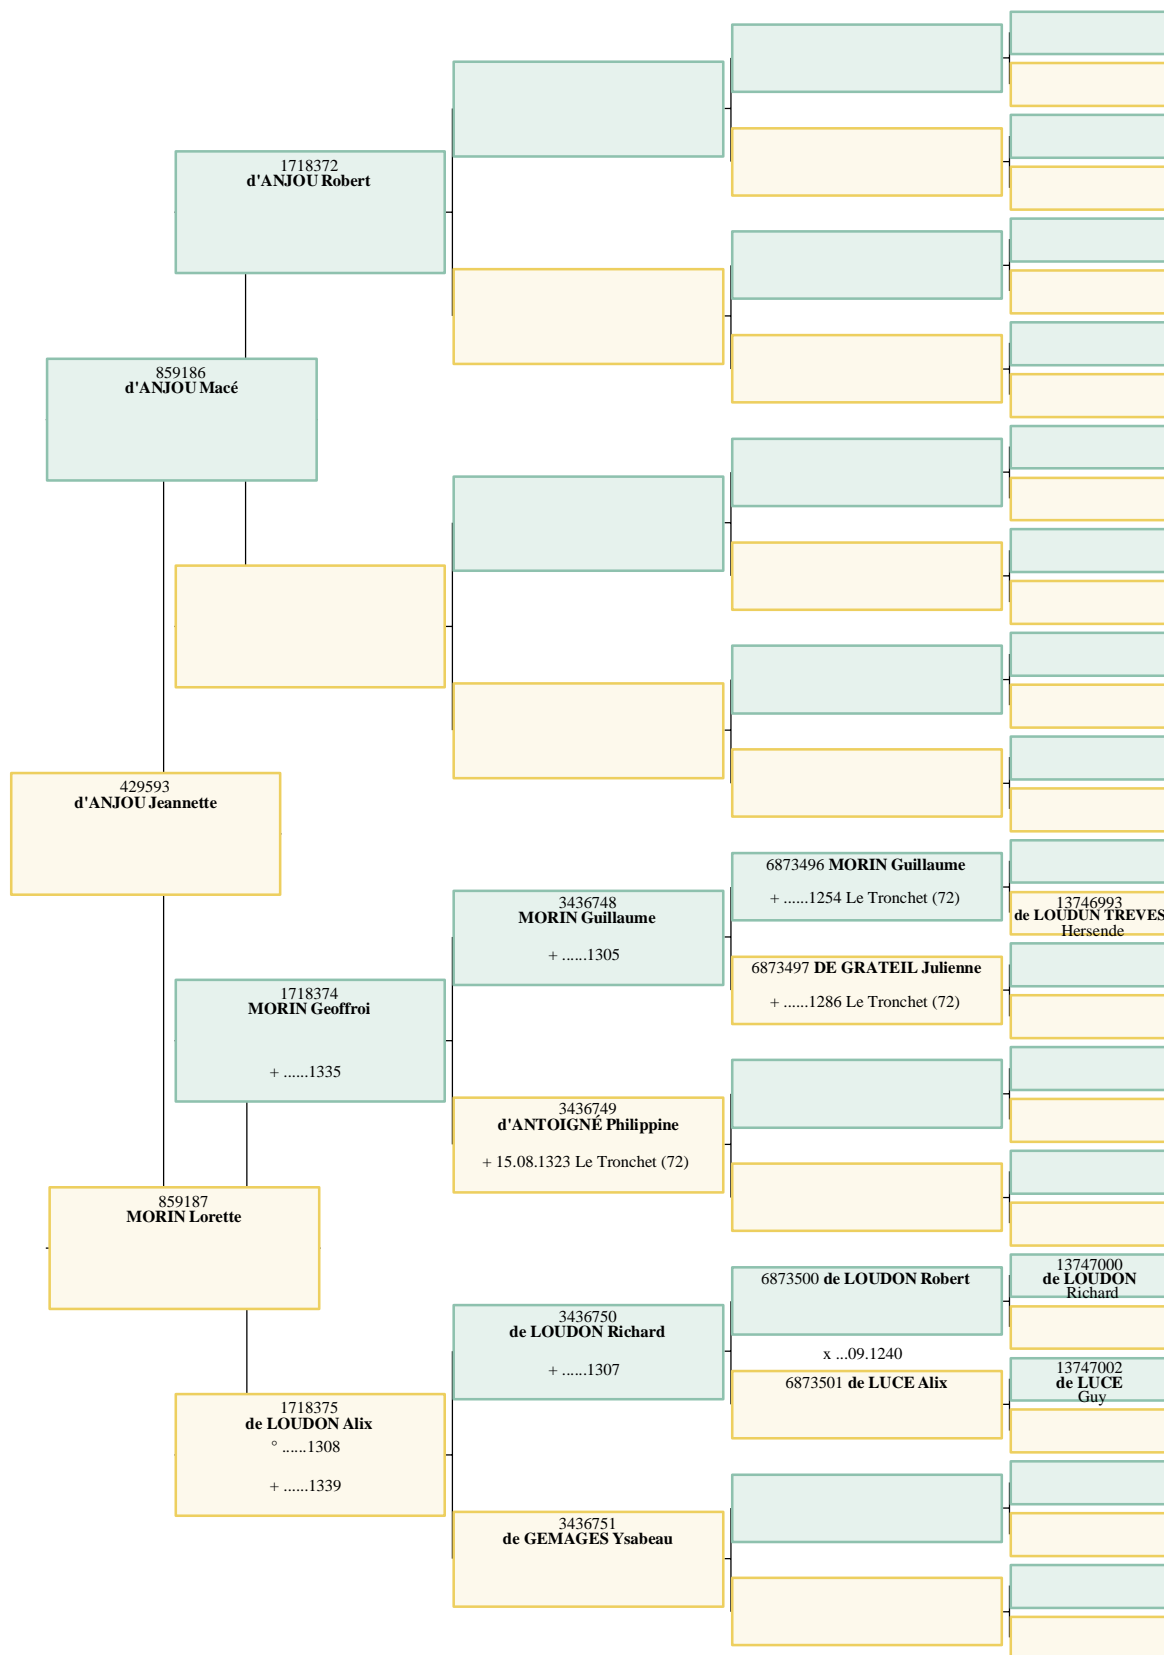 1718372
d'ANJOU Robert
859186
d'ANJOU Macé
429593
d'ANJOU Jeannette
6873496 MORIN Guillaume
+ ......1254 Le Tronchet (72)
3436748
MORIN Guillaume
+ ......1305
13746993
de LOUDUN TREVES
Hersende
6873497 DE GRATEIL Julienne
+ ......1286 Le Tronchet (72)
1718374
MORIN Geoffroi
+ ......1335
3436749
d'ANTOIGNÉ Philippine
+ 15.08.1323 Le Tronchet (72)
859187
MORIN Lorette
6873500 de LOUDON Robert
13747000
de LOUDON
Richard
3436750
de LOUDON Richard
+ ......1307
x ...09.1240
6873501 de LUCE Alix
13747002
de LUCE
Guy
1718375
de LOUDON Alix
° ......1308
+ ......1339
3436751
de GEMAGES Ysabeau